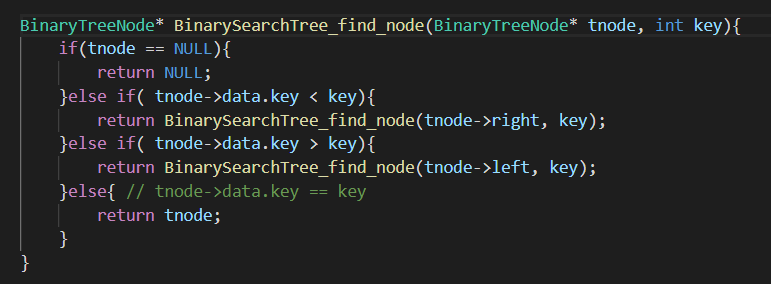 BinaryTreeNode* BinarySearchTree_find_node(BinaryTreeNode* tnode, int key){
    if(tnode == NULL){
        return NULL;
    }else if( tnode->data.key < key){
        return BinarySearchTree_find_node(tnode->right, key);
    }else if( tnode->data.key > key){
        return BinarySearchTree_find_node(tnode->left, key);
    }else{ // tnode->data.key == key
        return tnode;
    }
}